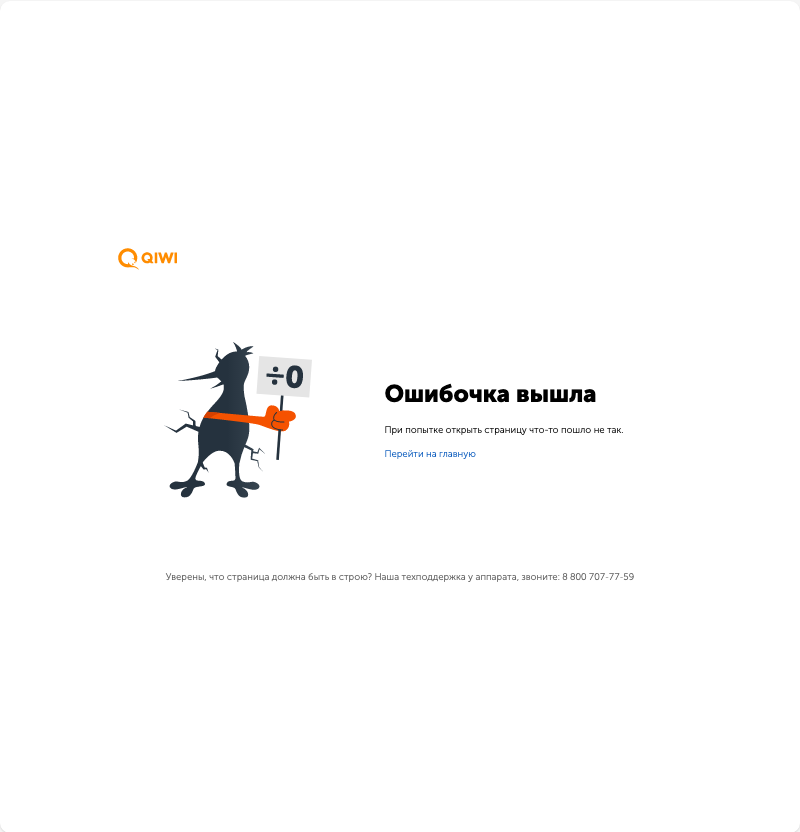 QIWI
÷0
Ошибочка вышла
При попытке открыть страницу что-то пошло не так.
Перейти на главную
Уверены, что страница должна быть в строю? Наша техподдержка у аппарата, звоните: 8 800 707-77-59